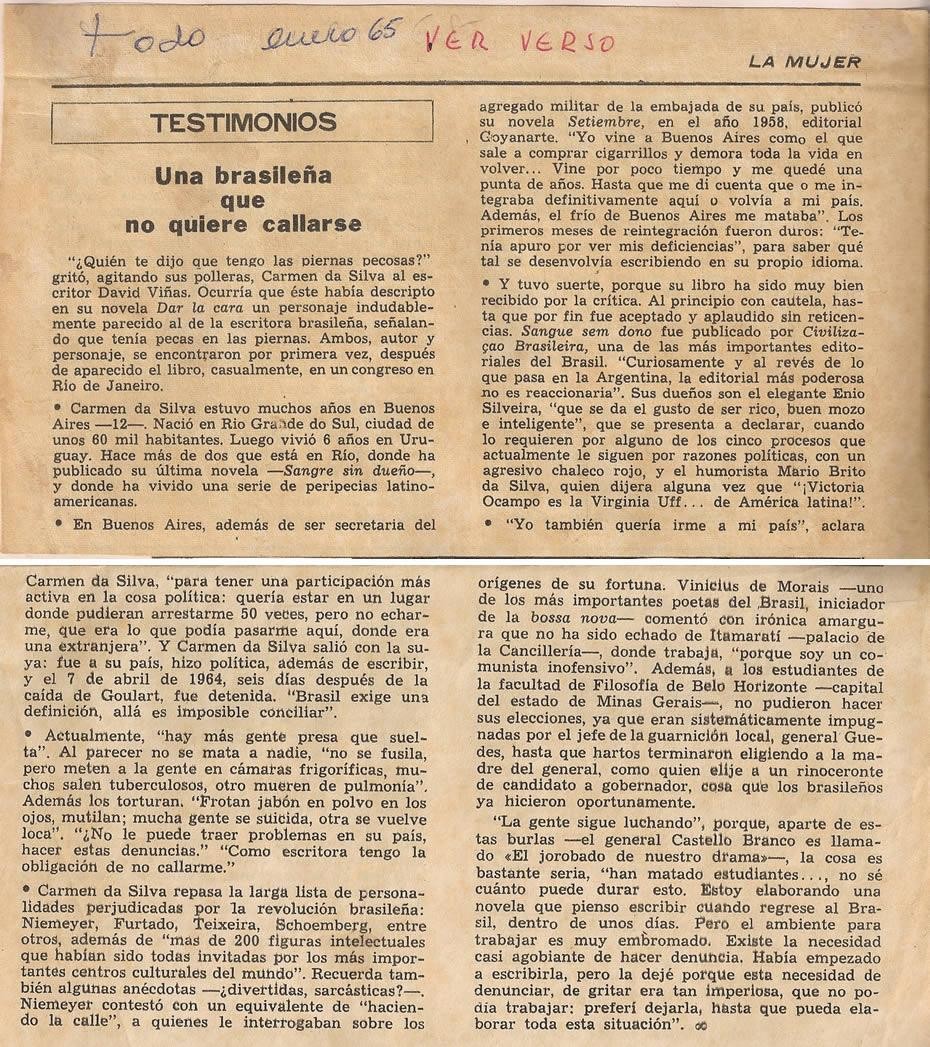 todo enero 65 VER VERSO
LA MUJER
TESTIMONIOS
Una brasileña
que
no quiere callarse
"¿Quién te dijo que tengo las piernas pecosas?"
gritó, agitando sus polleras, Carmen da Silva al es-
critor David Viñas. Ocurría que éste había descripto
en su novela Dar la cara un personaje indudable-
mente parecido al de la escritora brasileña, señalan-
do que tenía pecas en las piernas. Ambos, autor y
personaje, se encontraron por primera vez, después
de aparecido el libro, casualmente, en un congreso en
Río de Janeiro.
• Carmen da Silva estuvo muchos años en Buenos
Aires —12—. Nació en Rio Grande do Sul, ciudad de
unos 60 mil habitantes. Luego vivió 6 años en Uru-
guay. Hace más de dos que está en Río, donde ha
publicado su última novela —Sangre sin dueño—,
y donde ha vivido una serie de peripecias latino-
americanas.
• En Buenos Aires, además de ser secretaria del
agregado militar de la embajada de su país, publicó
su novela Setiembre, en el año 1958, editorial
Goyanarte. "Yo vine a Buenos Aires como el que
sale a comprar cigarrillos y demora toda la vida en
volver... Vine por poco tiempo y me quedé una
punta de años. Hasta que me di cuenta que o me in-
tegraba definitivamente aquí o volvía a mi país.
Además, el frío de Buenos Aires me mataba". Los
primeros meses de reintegración fueron duros: "Te-
nía apuro por ver mis deficiencias", para saber qué
tal se desenvolvía escribiendo en su propio idioma.
• Y tuvo suerte, porque su libro ha sido muy bien
recibido por la crítica. Al principio con cautela, has-
ta que por fin fue aceptado y aplaudido sin reticen-
cias. Sangue sem dono fue publicado por Civiliza-
çao Brasileira, una de las más importantes edito-
riales del Brasil. "Curiosamente y al revés de lo
que pasa en la Argentina, la editorial más poderosa
no es reaccionaria". Sus dueños son el elegante Enio
Silveira, "que se da el gusto de ser rico, buen mozo
e inteligente", que se presenta a declarar, cuando
lo requieren por alguno de los cinco procesos que
actualmente le siguen por razones políticas, con un
agresivo chaleco rojo, y el humorista Mario Brito
da Silva, quien dijera alguna vez que "¡Victoria
Ocampo es la Virginia Uff... de América latina!".
• "Yo también quería irme a mi país", aclara
Carmen da Silva, "para tener una participación más
activa en la cosa política: quería estar en un lugar
donde pudieran arrestarme 50 veces, pero no echar-
me, que era lo que podía pasarme aquí, donde era
una extranjera". Y Carmen da Silva salió con la su-
ya: fue a su país, hizo política, además de escribir,
y el 7 de abril de 1964, seis días después de la
caída de Goulart, fue detenida. "Brasil exige una
definición, allá es imposible conciliar".
• Actualmente, "hay más gente presa que suel-
ta". Al parecer no se mata a nadie, "no se fusila,
pero meten a la gente en cámaras frigoríficas, mu-
chos salen tuberculosos, otro mueren de pulmonía".
Además los torturan. "Frotan jabón en polvo en los
ojos, mutilan; mucha gente se suicida, otra se vuelve
loca". "¿No le puede traer problemas en su país,
hacer estas denuncias." "Como escritora tengo la
obligación de no callarme."
• Carmen da Silva repasa la larga lista de persona-
lidades perjudicadas por la revolución brasileña:
Niemeyer, Furtado, Teixeira, Schoemberg, entre
otros, además de "mas de 200 figuras intelectuales
que habían sido todas invitadas por los más impor-
tantes centros culturales del mundo". Recuerda tam-
bién algunas anécdotas —¿divertidas, sarcásticas?—.
Niemeyer contestó con un equivalente de "hacien-
do la calle", a quienes le interrogaban sobre los
orígenes de su fortuna. Vinicius de Morais —uno
de los más importantes poetas del Brasil, iniciador
de la bossa nova— comentó con irónica amargu-
ra que no ha sido echado de Itamaratí —palacio de
la Cancillería—, donde trabaja, "porque soy un co-
munista inofensivo". Además, a los estudiantes de
la facultad de Filosofía de Belo Horizonte —capital
del estado de Minas Gerais—, no pudieron hacer
sus elecciones, ya que eran sistemáticamente impug-
nadas por el jefe de la guarnición local, general Gue-
des, hasta que hartos terminaron eligiendo a la ma-
dre del general, como quien elije a un rinoceronte
de candidato a gobernador, cosa que los brasileños
ya hicieron oportunamente.
"La gente sigue luchando", porque, aparte de es-
tas burlas —el general Castello Branco es llama-
do «El jorobado de nuestro drama»—, la cosa es
bastante seria, "han matado estudiantes..., no sé
cuánto puede durar esto. Estoy elaborando una
novela que pienso escribir cuando regrese al Bra-
sil, dentro de unos días. Pero el ambiente para
trabajar es muy embromado. Existe la necesidad
casi agobiante de hacer denuncia. Había empezado
a escribirla, pero la dejé porque esta necesidad de
denunciar, de gritar era tan imperiosa, que no po-
día trabajar: preferí dejarla, hasta que pueda ela-
borar toda esta situación".